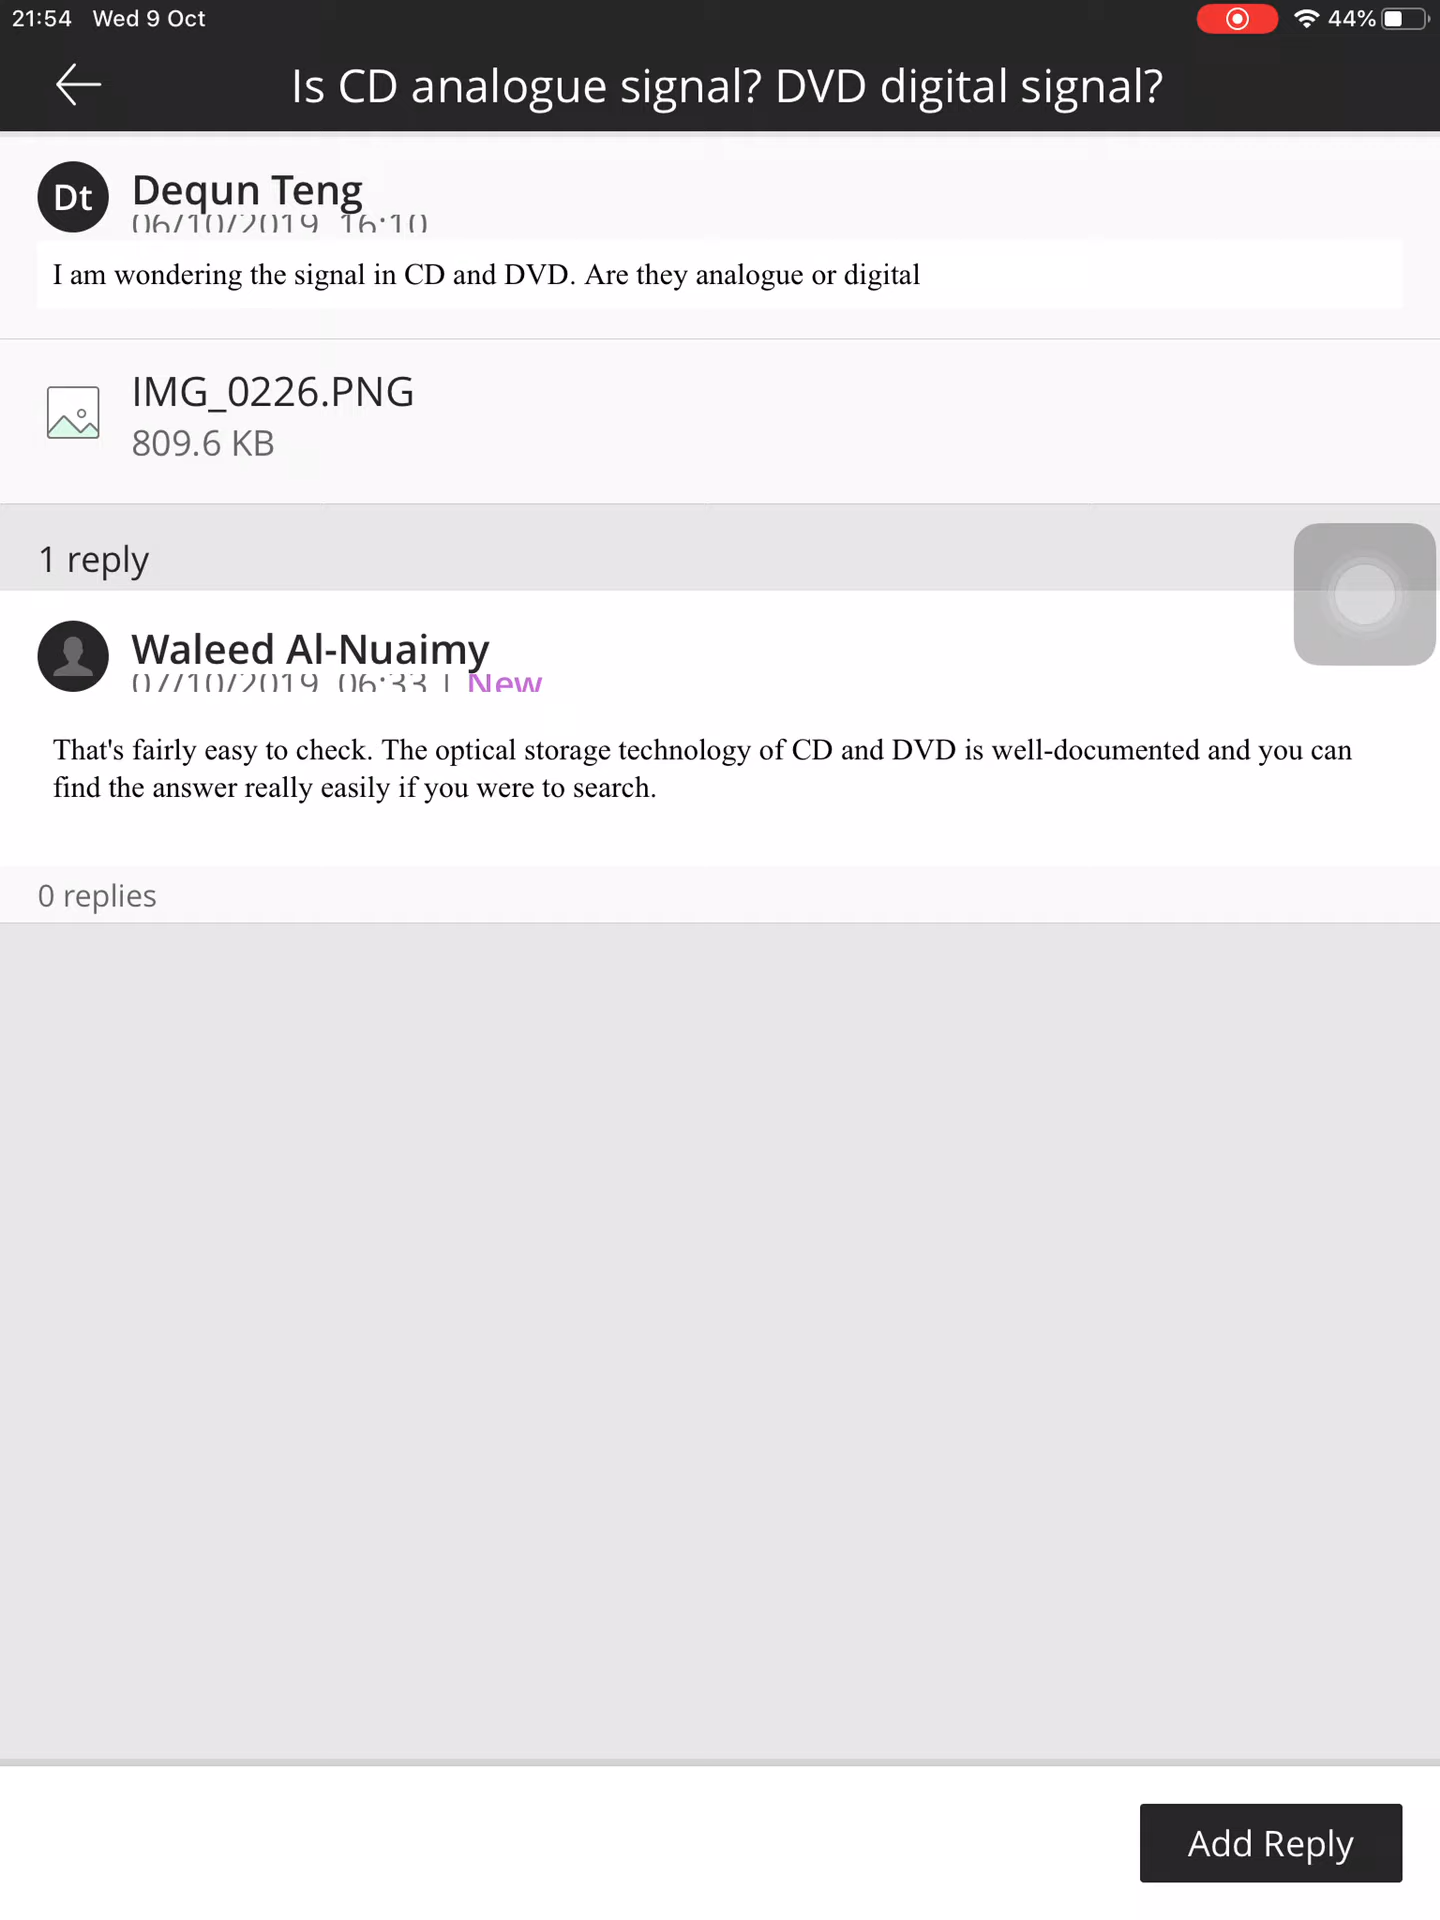 21:54 Wed 9 Oct 44%
Is CD analogue signal? DVD digital signal?
Dt Dequn Teng
06/10/2019 16:10
I am wondering the signal in CD and DVD. Are they analogue or digital
IMG_0226.PNG
809.6 KB
1 reply
Waleed Al-Nuaimy
07/10/2019 06:33 | New
That's fairly easy to check. The optical storage technology of CD and DVD is well-documented and you can
find the answer really easily if you were to search.
0 replies
Add Reply